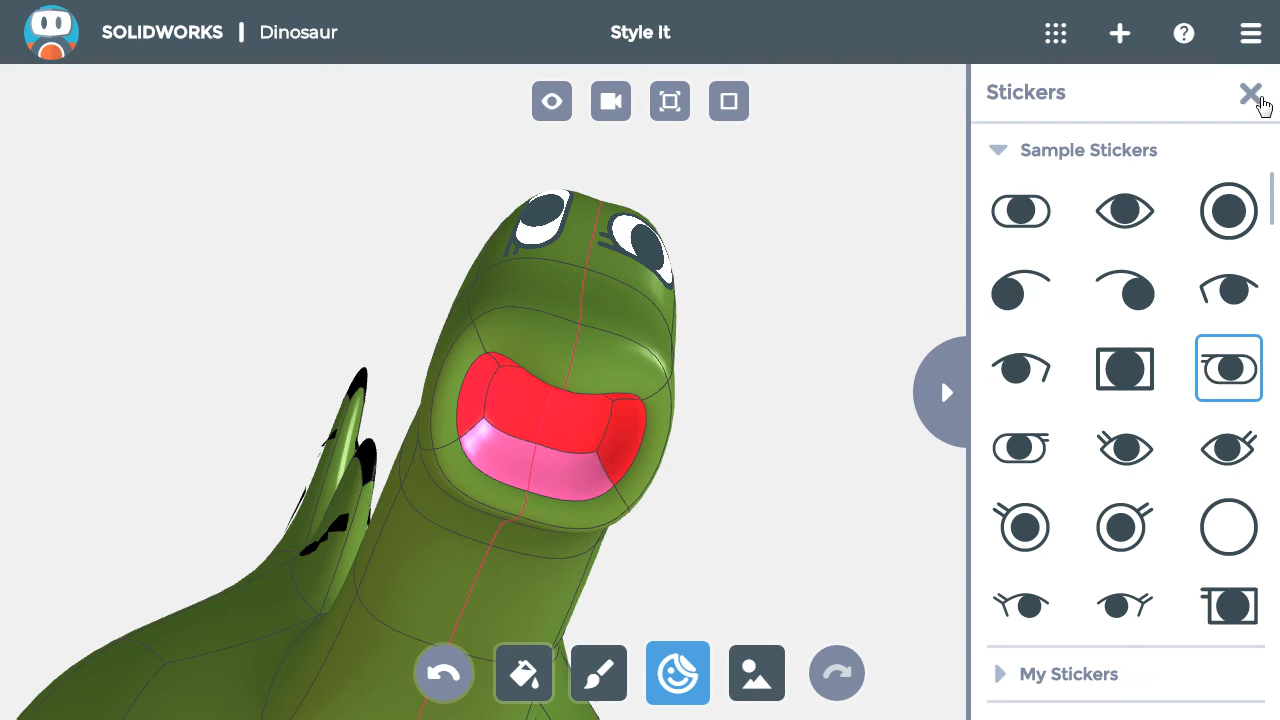 SOLIDWORKS | Dinosaur
Style It
Stickers
Sample Stickers
My Stickers